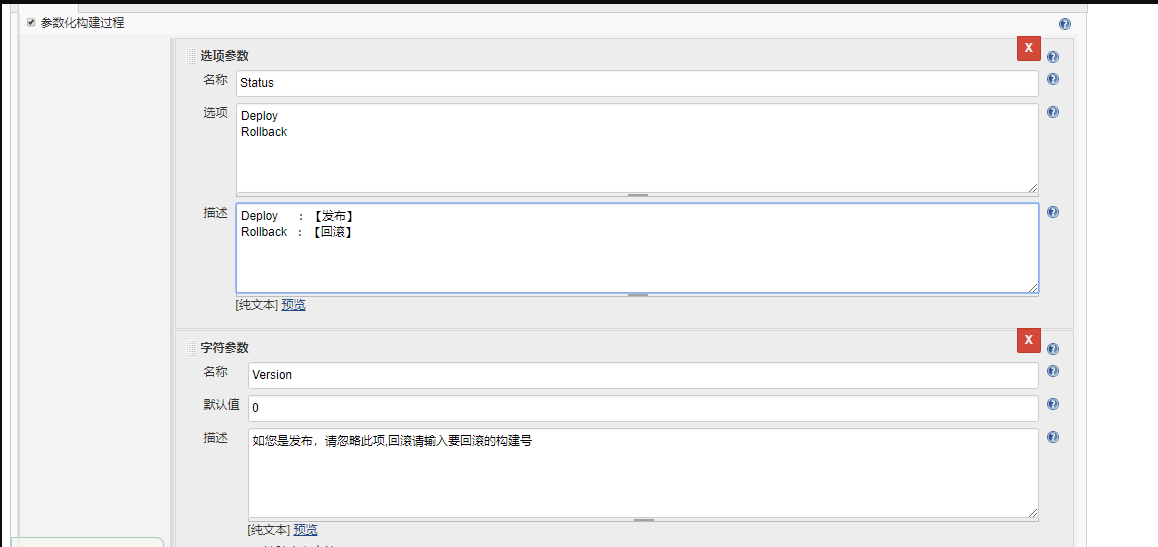 参数化构建过程
选项参数
X
名称
Status
选项
Deploy
Rollback
描述
Deploy : 【发布】
Rollback : 【回滚】
[纯文本] 预览
字符参数
X
名称
Version
默认值
0
描述
如您是发布，请忽略此项,回滚请输入要回滚的构建号
[纯文本] 预览